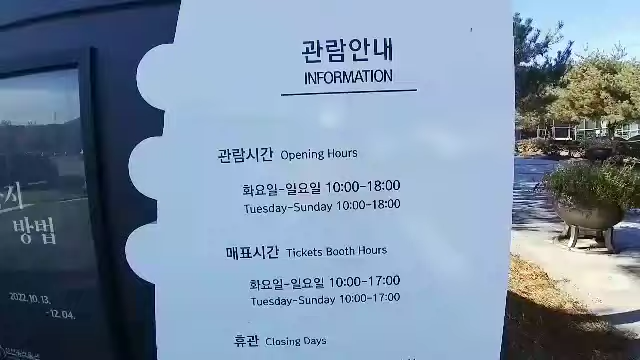 관람안내
INFORMATION
관람시간 Opening Hours
화요일-일요일 10:00-18:00
Tuesday-Sunday 10:00-18:00
매표시간 Tickets Booth Hours
화요일-일요일 10:00-17:00
Tuesday-Sunday 10:00-17:00
휴관 Closing Days
방법
2022.10.13.
-12.04.